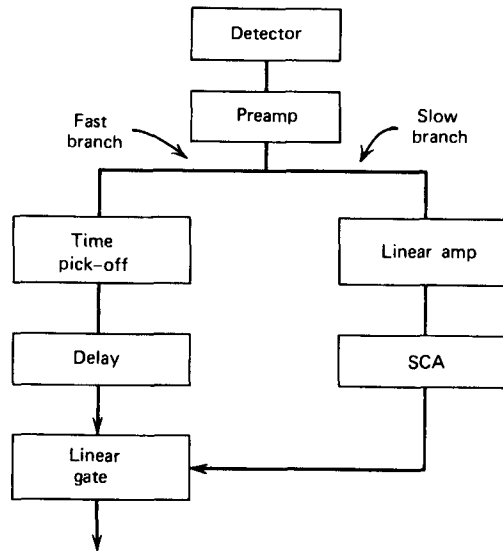 Detector
Preamp
Fast
branch
Slow
branch
Time
pick-off
Linear amp
Delay
SCA
Linear
gate